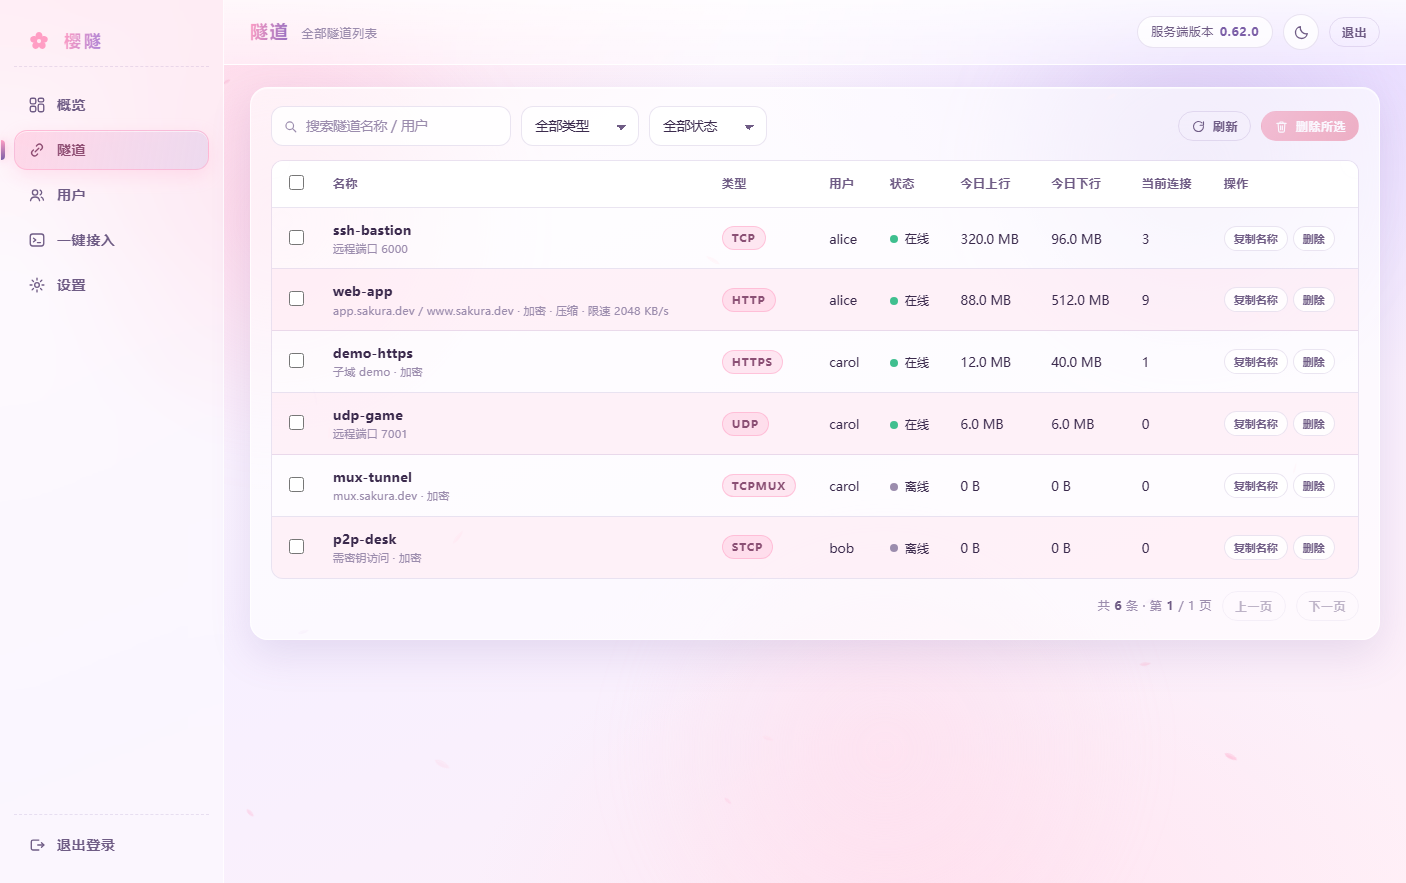 樱隧
概览
隧道
用户
一键接入
设置
退出登录
隧道 全部隧道列表
服务端版本 0.62.0
退出
搜索隧道名称 / 用户
全部类型
全部状态
刷新
删除所选
名称 类型 用户 状态 今日上行 今日下行 当前连接 操作
ssh-bastion
远程端口 6000
TCP alice 在线 320.0 MB 96.0 MB 3 复制名称 删除
web-app
app.sakura.dev / www.sakura.dev · 加密 · 压缩 · 限速 2048 KB/s
HTTP alice 在线 88.0 MB 512.0 MB 9 复制名称 删除
demo-https
子域 demo · 加密
HTTPS carol 在线 12.0 MB 40.0 MB 1 复制名称 删除
udp-game
远程端口 7001
UDP carol 在线 6.0 MB 6.0 MB 0 复制名称 删除
mux-tunnel
mux.sakura.dev · 加密
TCPMUX carol 离线 0 B 0 B 0 复制名称 删除
p2p-desk
需密钥访问 · 加密
STCP bob 离线 0 B 0 B 0 复制名称 删除
共 6 条 · 第 1 / 1 页 上一页 下一页